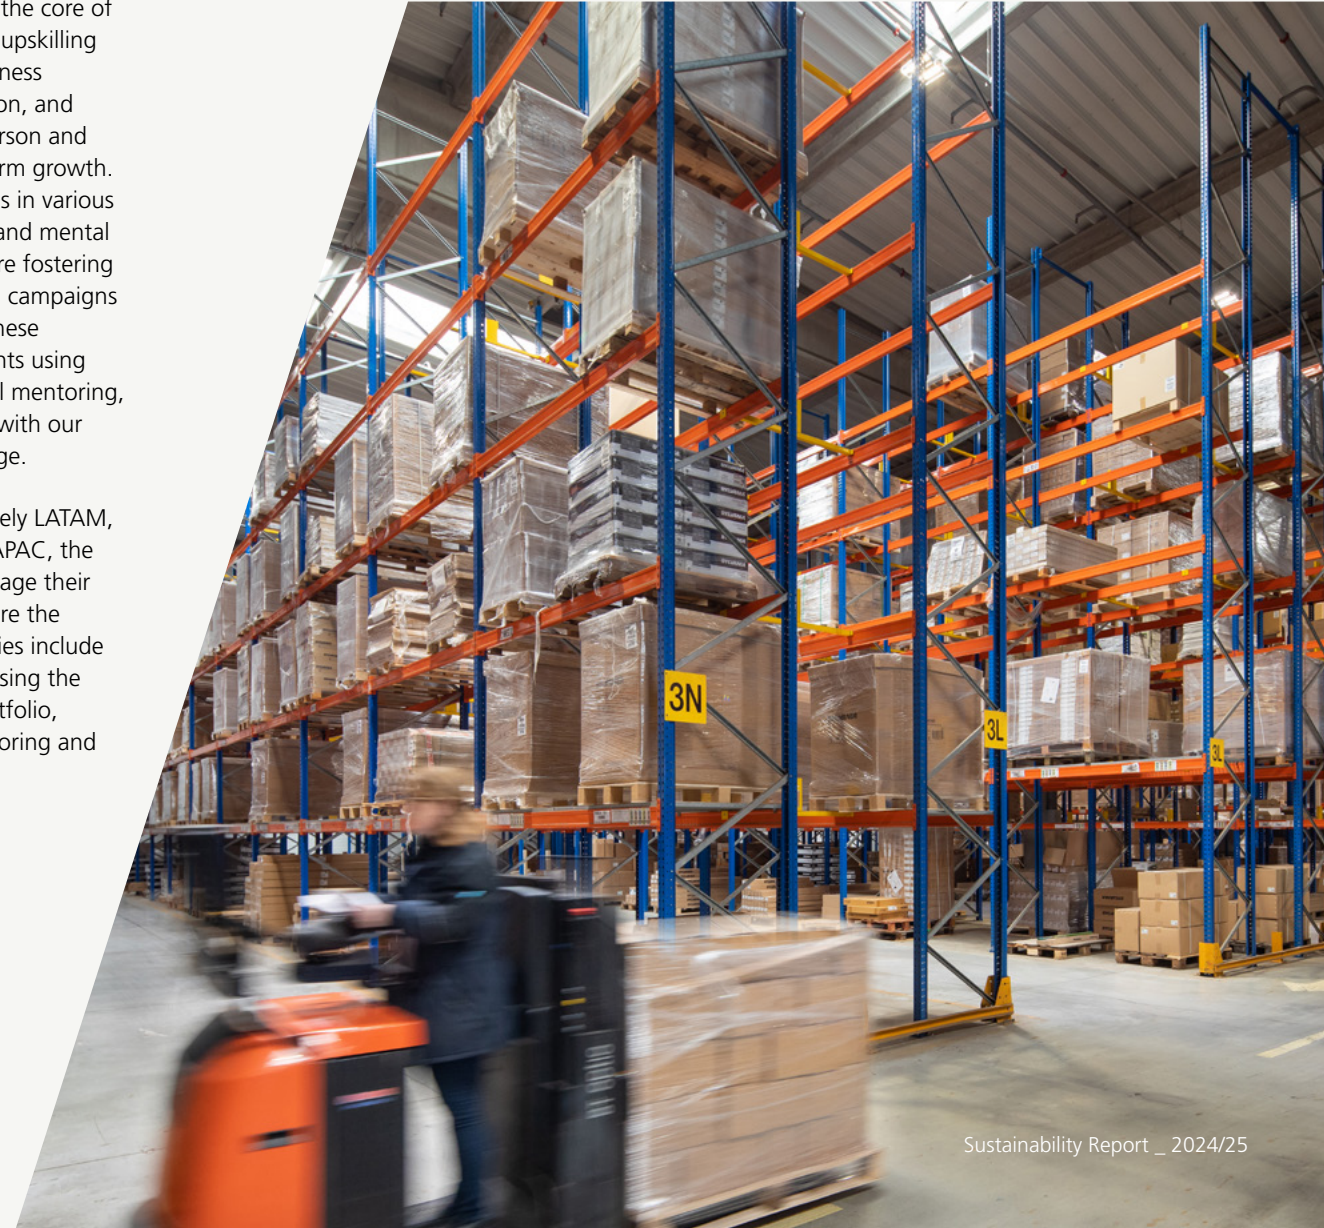 the core of
upskilling
ness
on, and
rson and
rm growth.
s in various
and mental
re fostering
campaigns
hese
nts using
l mentoring,
with our
ge.
ely LATAM,
APAC, the
age their
re the
ies include
sing the
tfolio,
oring and
3N
3L
3L
Sustainability Report _ 2024/25